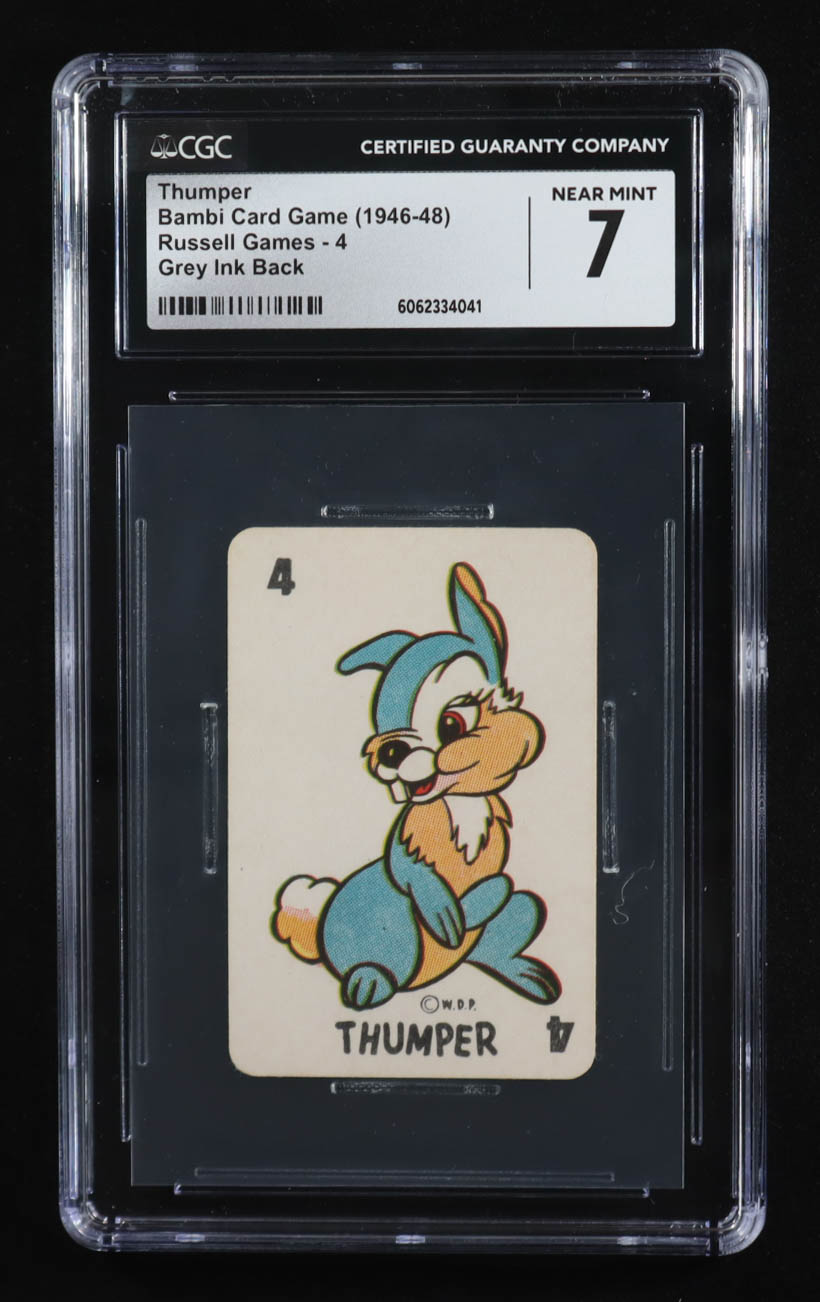 CGC
CERTIFIED GUARANTY COMPANY
Thumper
Bambi Card Game (1946-48)
Russell Games - 4
Grey Ink Back
NEAR MINT
7
6062334041
4
© W.D.P.
THUMPER
4